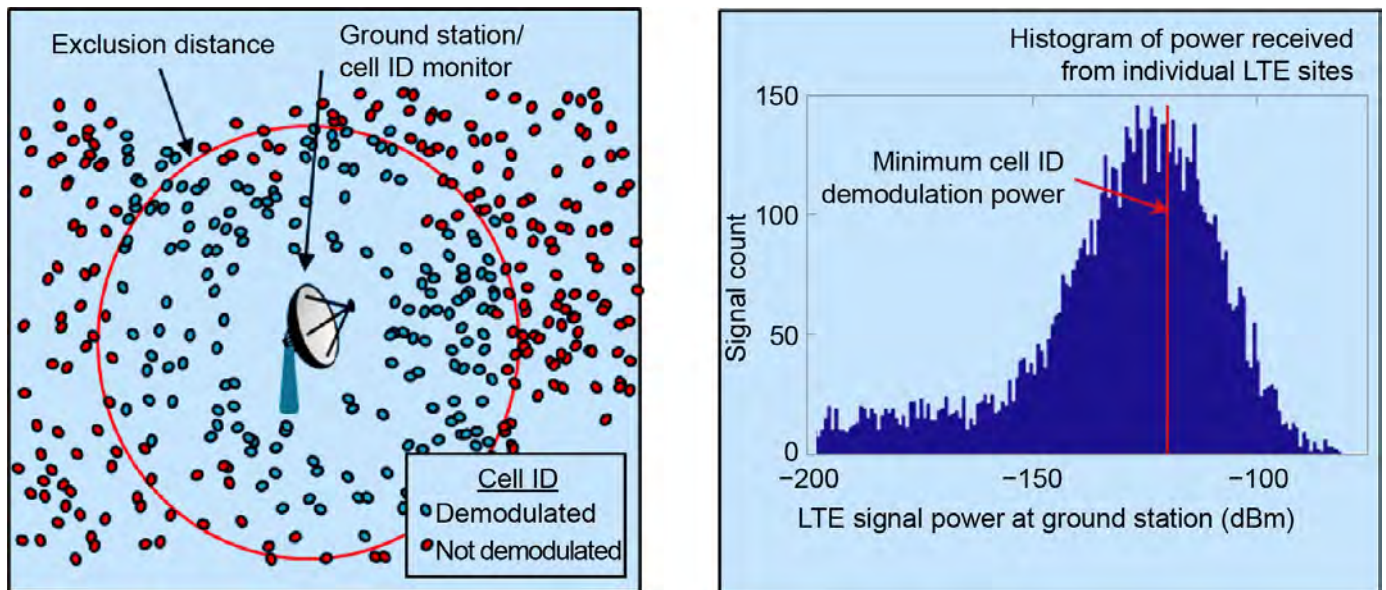 Exclusion distance
Ground station/
cell ID monitor
Cell ID
Demodulated
Not demodulated
Histogram of power received
from individual LTE sites
150
Minimum cell ID
demodulation power
100
Signal count
50
0
−200
−150
−100
LTE signal power at ground station (dBm)